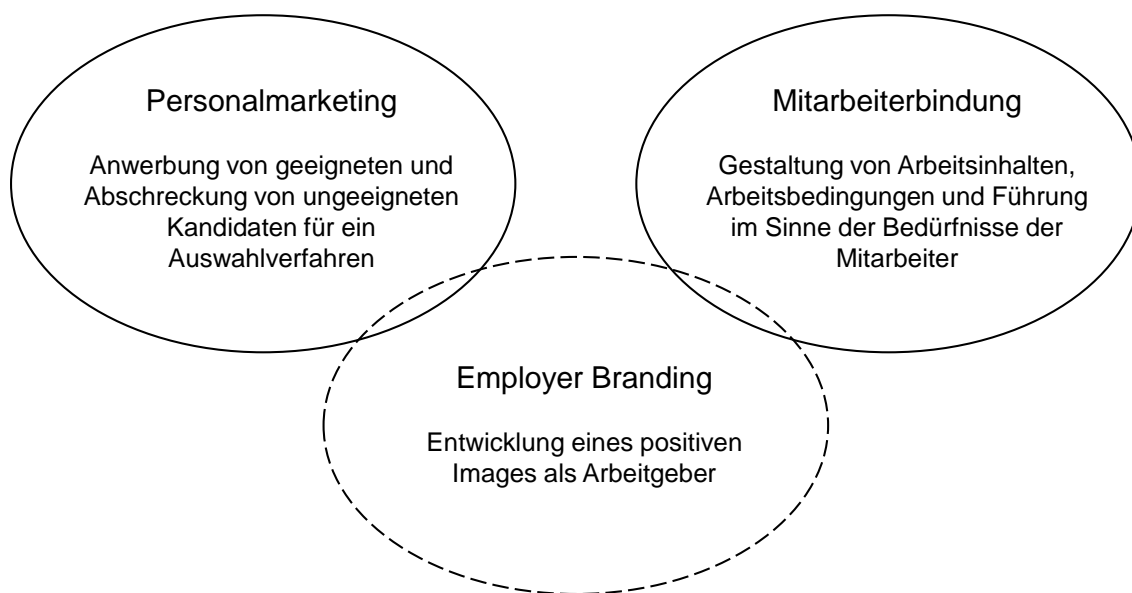 Personalmarketing
Anwerbung von geeigneten und
Abschreckung von ungeeigneten
Kandidaten für ein
Auswahlverfahren
Mitarbeiterbindung
Gestaltung von Arbeitsinhalten,
Arbeitsbedingungen und Führung
im Sinne der Bedürfnisse der
Mitarbeiter
Employer Branding
Entwicklung eines positiven
Images als Arbeitgeber